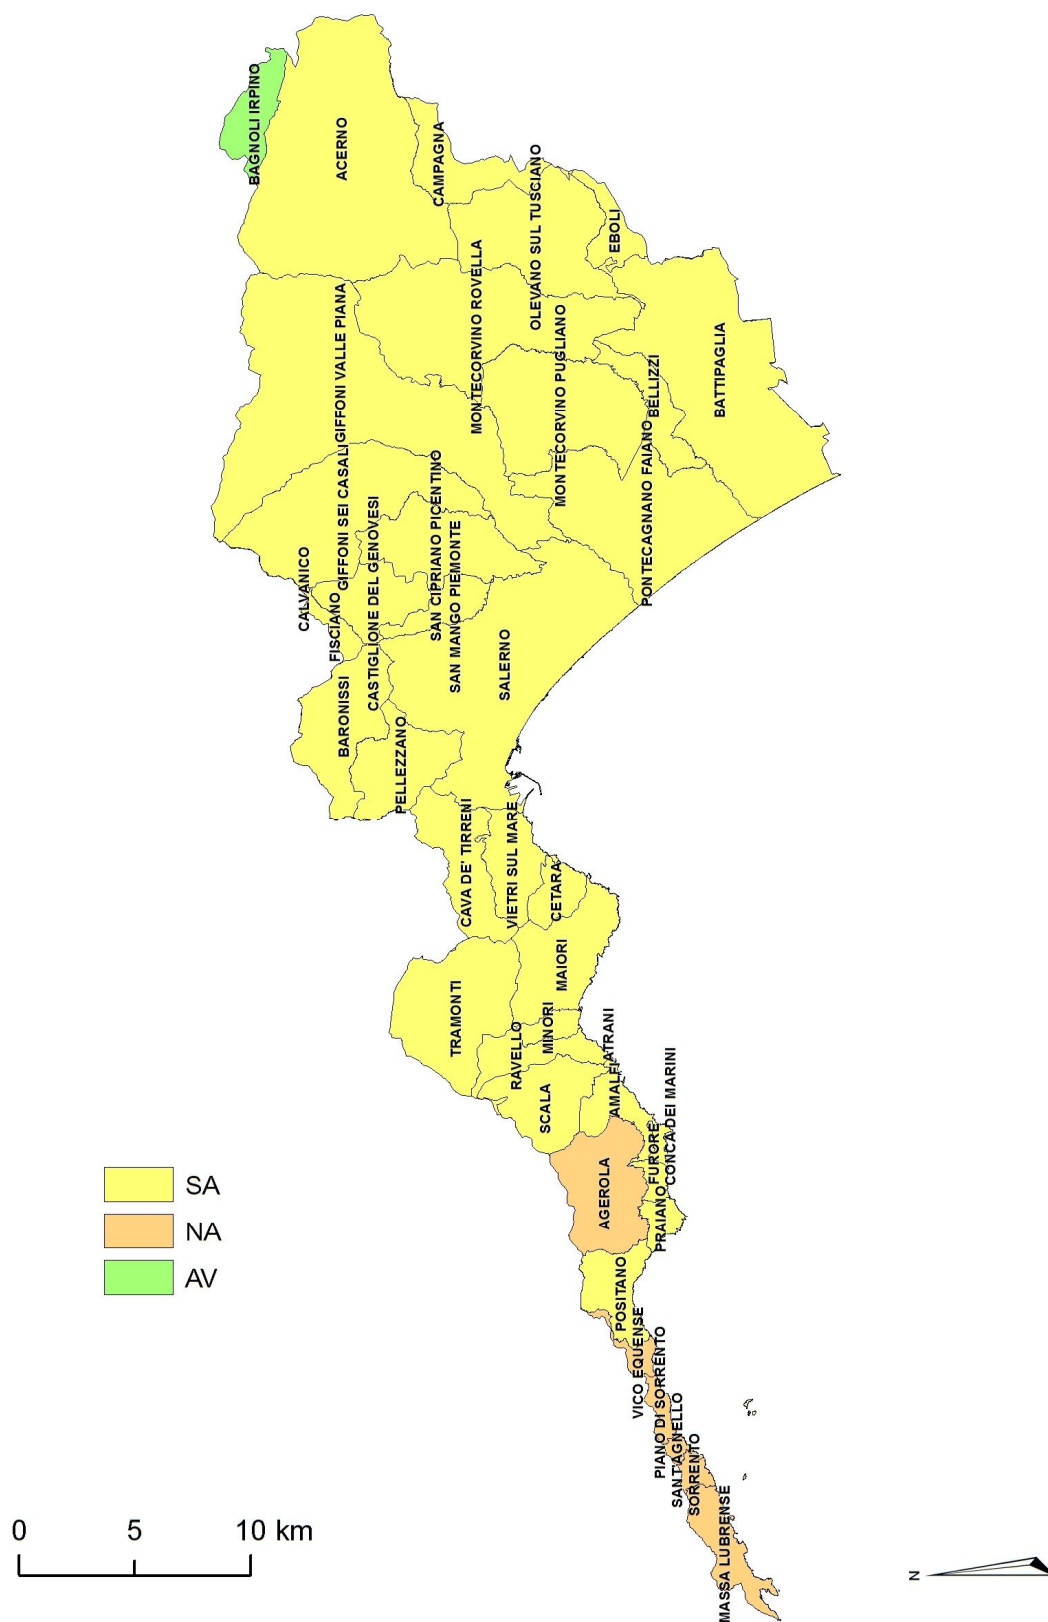 BAGNOLI IRPINO
ACERNO
CAMPAGNA
OLEVANO SUL TUSCIANO
EBOLI
MONTECORVINO ROVELLA
GIFFONI VALLE PIANA
MONTECORVINO PUGLIANO
BELLIZZI
BATTIPAGLIA
PONTECAGNANO FAIANO
GIFFONI SEI CASALI
SAN CIPRIANO PICENTINO
CASTIGLIONE DEL GENOVESI
SAN MANGO PIEMONTE
CALVANICO
FISCIANO
SALERNO
BARONISSI
PELLEZZANO
CAVA DE' TIRRENI
VIETRI SUL MARE
CETARA
MAIORI
TRAMONTI
MINORI
RAVELLO
ATRANI
AMALFI
SCALA
CONCA DEI MARINI
FURORE
AGEROLA
PRAIANO
POSITANO
VICO EQUENSE
PIANO DI SORRENTO
SANT'AGNELLO
SORRENTO
MASSA LUBRENSE
SA
NA
AV
0 5 10 km
N